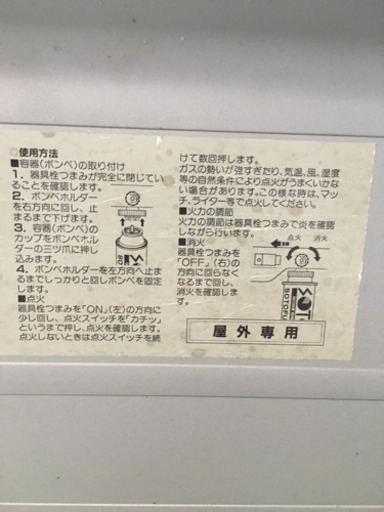 ◎使用方法
■容器(ボンベ)の取り付け
1. 器具栓つまみが完全に閉じてい
ることを確認します。
2. ボンベホルダー
を右方向に回し、止
まるまで下げます。
3. 容器(ボンベ)の
カップをボンベホル
ダーの三ツ爪に押し
込みます。
4. ボンベホルダーを左方向へ止ま
るまでしっかりと回しボンベを固定
します。
■点火
器具栓つまみを"ON"(左)の方向に
少し回し、点火スイッチを「カチッ」
というまで押し、点火を確認します。
点火しないときは点火スイッチを続
けて数回押します。
ガスの勢いが強すぎたり、気温、風、湿度
等の自然条件により点火がうまくいかな
い場合があります。この様な時は、マッ
チ、ライター等で点火してください。
■火力の調節
火力の調節は器具栓つまみで炎を確認
しながら行います。
■消火
器具栓つまみを
"OFF"(右)の
方向に回らなく
なるまで回し、
消火を確認しま
す。
点火 消火
SOTO
屋外専用